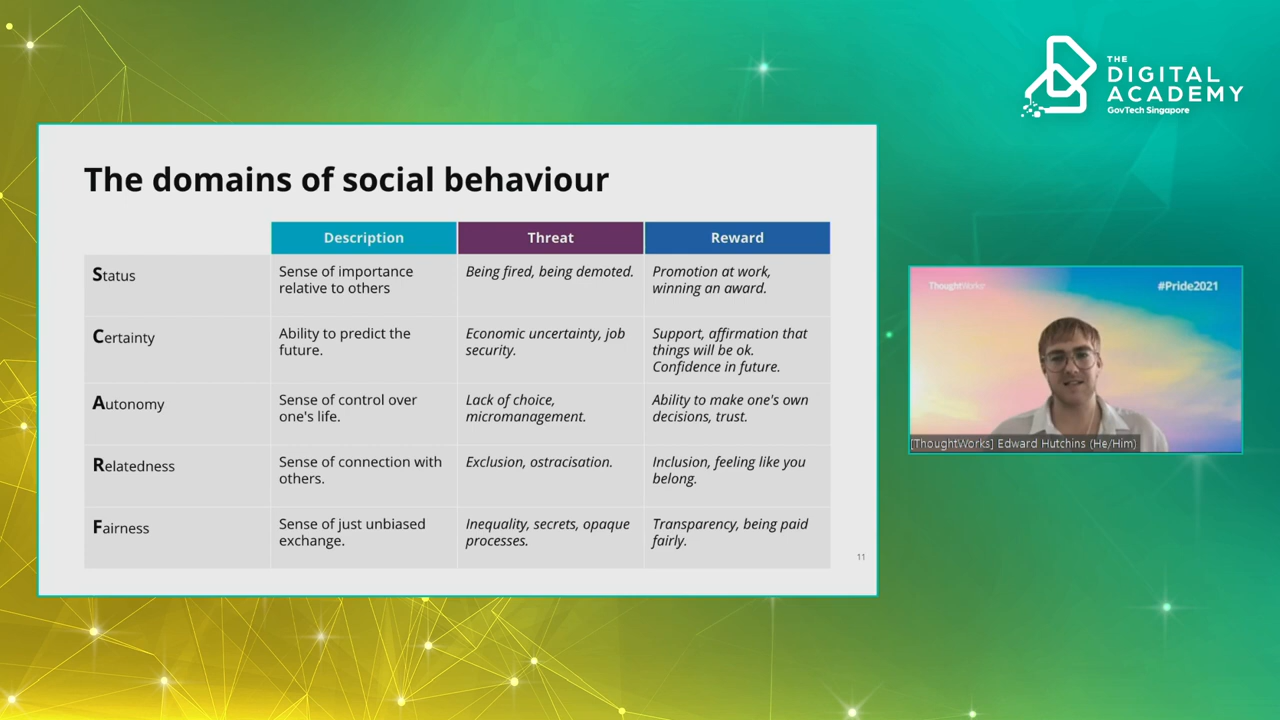 THE
DIGITAL
ACADEMY
GovTech Singapore
The domains of social behaviour
Description
Threat
Reward
Status
Sense of importance
relative to others
Being fired, being demoted.
Promotion at work,
winning an award.
Certainty
Ability to predict the
future.
Economic uncertainty, job
security.
Support, affirmation that
things will be ok.
Confidence in future.
Autonomy
Sense of control over
one's life.
Lack of choice,
micromanagement.
Ability to make one's own
decisions, trust.
Relatedness
Sense of connection with
others.
Exclusion, ostracisation.
Inclusion, feeling like you
belong.
Fairness
Sense of just unbiased
exchange.
Inequality, secrets, opaque
processes.
Transparency, being paid
fairly.
11
ThoughtWorks
#Pride2021
[ThoughtWorks] Edward Hutchins (He/Him)